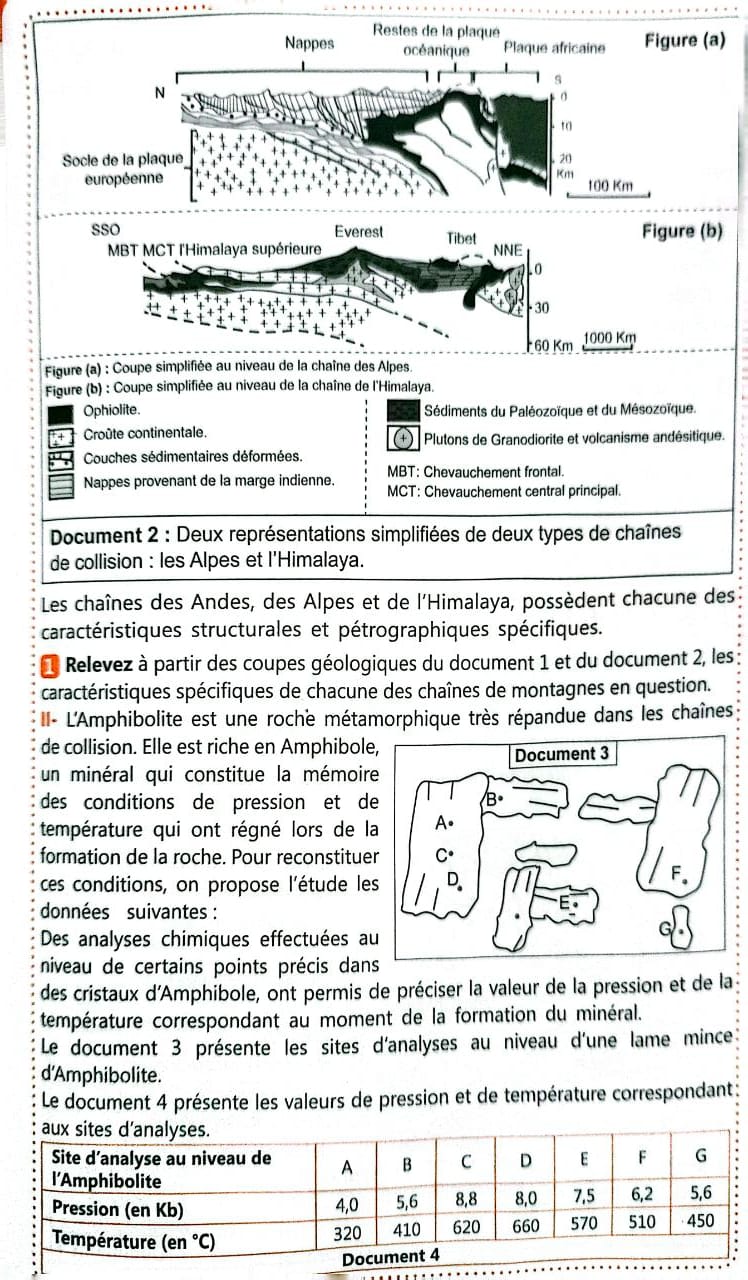 Nappes
Restes de la plaque
océanique
Plaque africaine
Figure (a)
N
S
0
10
20
Km
Socle de la plaque
européenne
100 Km
SSO
Everest
Tibet
Figure (b)
MBT MCT l'Himalaya supérieure
NNE
0
30
60 Km
1000 Km
Figure (a) : Coupe simplifiée au niveau de la chaîne des Alpes.
Figure (b) : Coupe simplifiée au niveau de la chaîne de l'Himalaya.
Ophiolite.
Croûte continentale.
Couches sédimentaires déformées.
Nappes provenant de la marge indienne.
Sédiments du Paléozoïque et du Mésozoïque.
Plutons de Granodiorite et volcanisme andésitique.
MBT: Chevauchement frontal.
MCT: Chevauchement central principal.
Document 2 : Deux représentations simplifiées de deux types de chaînes
de collision : les Alpes et l'Himalaya.
Les chaînes des Andes, des Alpes et de l'Himalaya, possèdent chacune des
caractéristiques structurales et pétrographiques spécifiques.
1 Relevez à partir des coupes géologiques du document 1 et du document 2, les
caractéristiques spécifiques de chacune des chaînes de montagnes en question.
II- L'Amphibolite est une roche métamorphique très répandue dans les chaînes
de collision. Elle est riche en Amphibole,
un minéral qui constitue la mémoire
des conditions de pression et de
température qui ont régné lors de la
formation de la roche. Pour reconstituer
ces conditions, on propose l'étude les
données suivantes :
Des analyses chimiques effectuées au
niveau de certains points précis dans
Document 3
A
B
C
D
E
F
G
des cristaux d'Amphibole, ont permis de préciser la valeur de la pression et de la
température correspondant au moment de la formation du minéral.
Le document 3 présente les sites d'analyses au niveau d'une lame mince
d'Amphibolite.
Le document 4 présente les valeurs de pression et de température correspondant
aux sites d'analyses.
Site d'analyse au niveau de
l'Amphibolite
A B C D E F G
Pression (en Kb) 4,0 5,6 8,8 8,0 7,5 6,2 5,6
Température (en °C) 320 410 620 660 570 510 450
Document 4